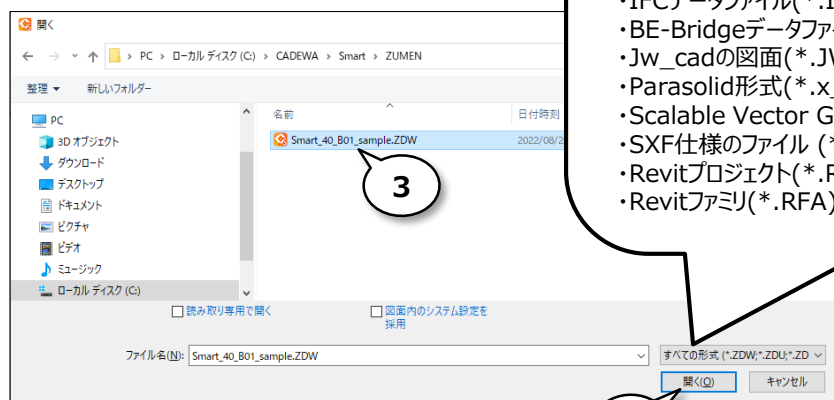 開く
・IFCデータファイル(*.I
・BE-Bridgeデータファ
・Jw_cadの図面(*.JW
・Parasolid形式(*.x_
・Scalable Vector G
・SXF仕様のファイル (*
・Revitプロジェクト(*.R
・Revitファミリ(*.RFA)
PC > ローカル ディスク (C:) > CADEWA > Smart > ZUMEN
整理 新しいフォルダー
PC
3D オブジェクト
ダウンロード
デスクトップ
ドキュメント
ピクチャ
ビデオ
ミュージック
ローカル ディスク (C:)
名前 日付時刻
Smart_40_B01_sample.ZDW 2022/08/2
3
読み取り専用で開く
図面内のシステム設定を
採用
ファイル名(N): Smart_40_B01_sample.ZDW
すべての形式 (*.ZDW;*.ZDU;*.ZD
開く(O) キャンセル